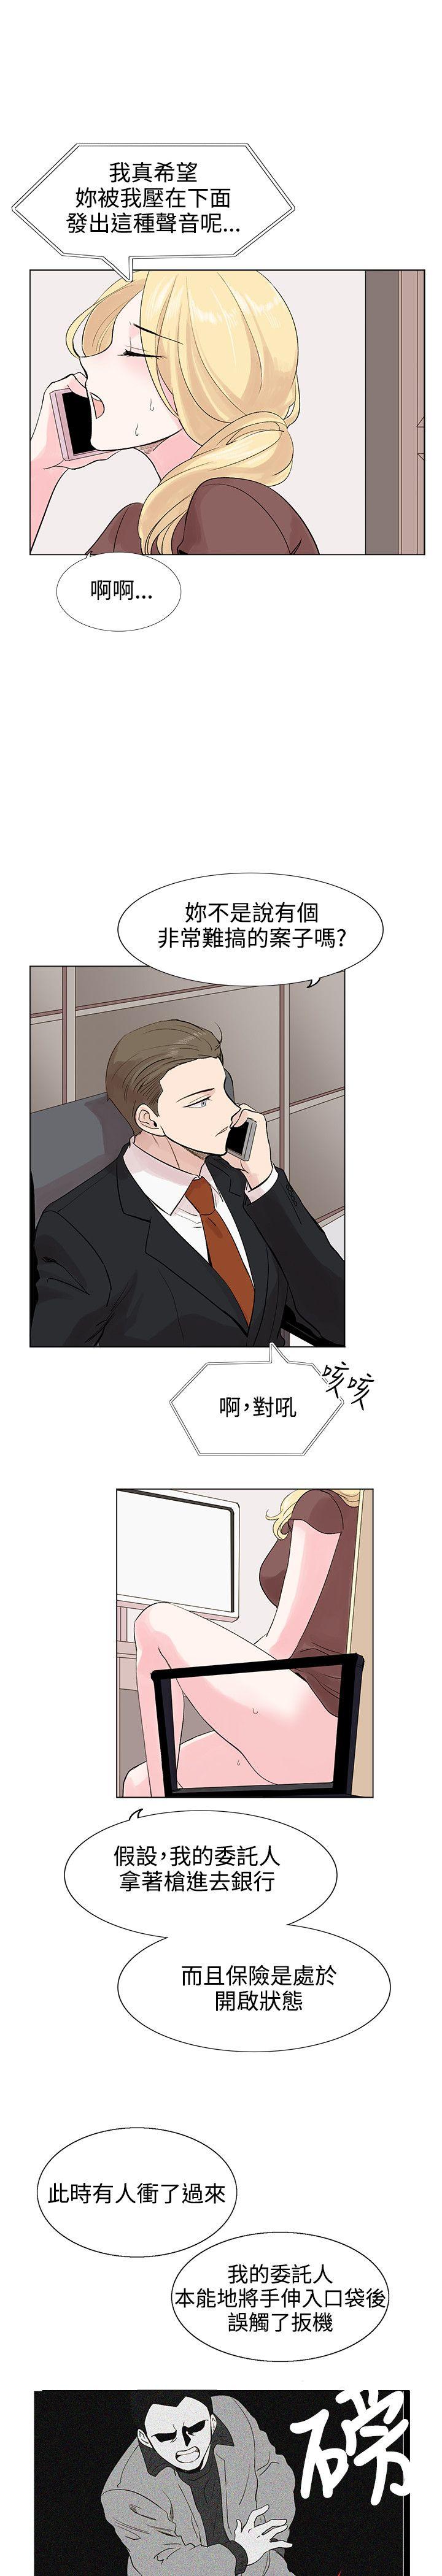 我真希望
妳被我壓在下面
發出這種聲音呢...
啊啊...
妳不是說有個
非常難搞的案子嗎?
咳咳
啊,對吼
假設,我的委託人
拿著槍進去銀行
而且保險是處於
開啟狀態
此時有人衝了過來
我的委託人
本能地將手伸入口袋後
誤觸了扳機
磅